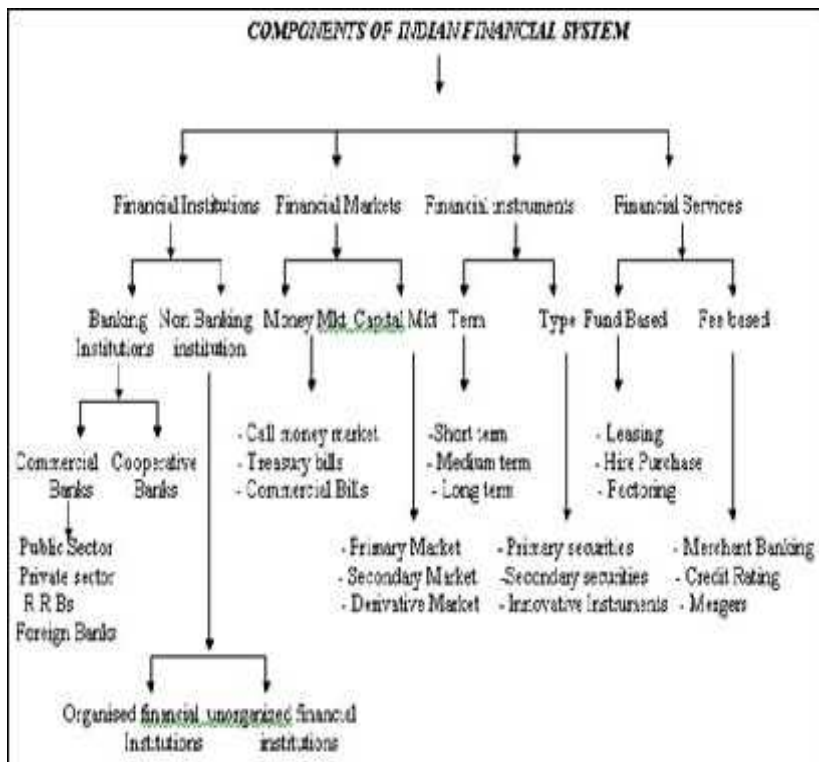 COMPONENTS OF INDIAN FINANCIAL SYSTEM
Financial Institutions Financial Markets Financial instruments Financial Services
Banking Institutions
Non Banking institution
Money Mkt Capital Mkt Term Type Fund Based Fee based
- Call money market
- Treasury bills
- Commercial Bills
-Short term
- Medium term
- Long term
- Leasing
- Hire Purchase
- Factoring
Commercial Banks
Cooperative Banks
Public Sector
Private sector
R R Bs
Foreign Banks
- Primary Market
- Secondary Market
- Derivative Market
- Primary securities
-Secondary securities
- Innovative Instruments
- Merchant Banking
- Credit Rating
- Mergers
Organised financial Institutions
unorganized financial institutions